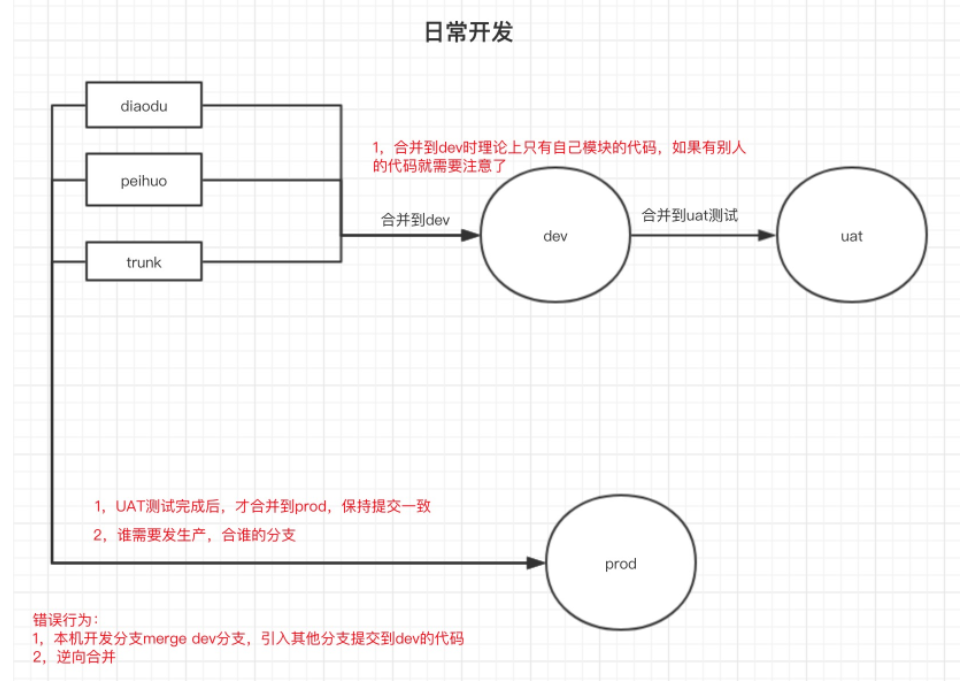 日常开发
diaodu
1，合并到dev时理论上只有自己模块的代码，如果有别人
的代码就需要注意了
peihuo
合并到dev
合并到uat测试
dev
uat
trunk
1，UAT测试完成后，才合并到prod，保持提交一致
2，谁需要发生产，合谁的分支
prod
错误行为：
1，本机开发分支merge dev分支，引入其他分支提交到dev的代码
2，逆向合并